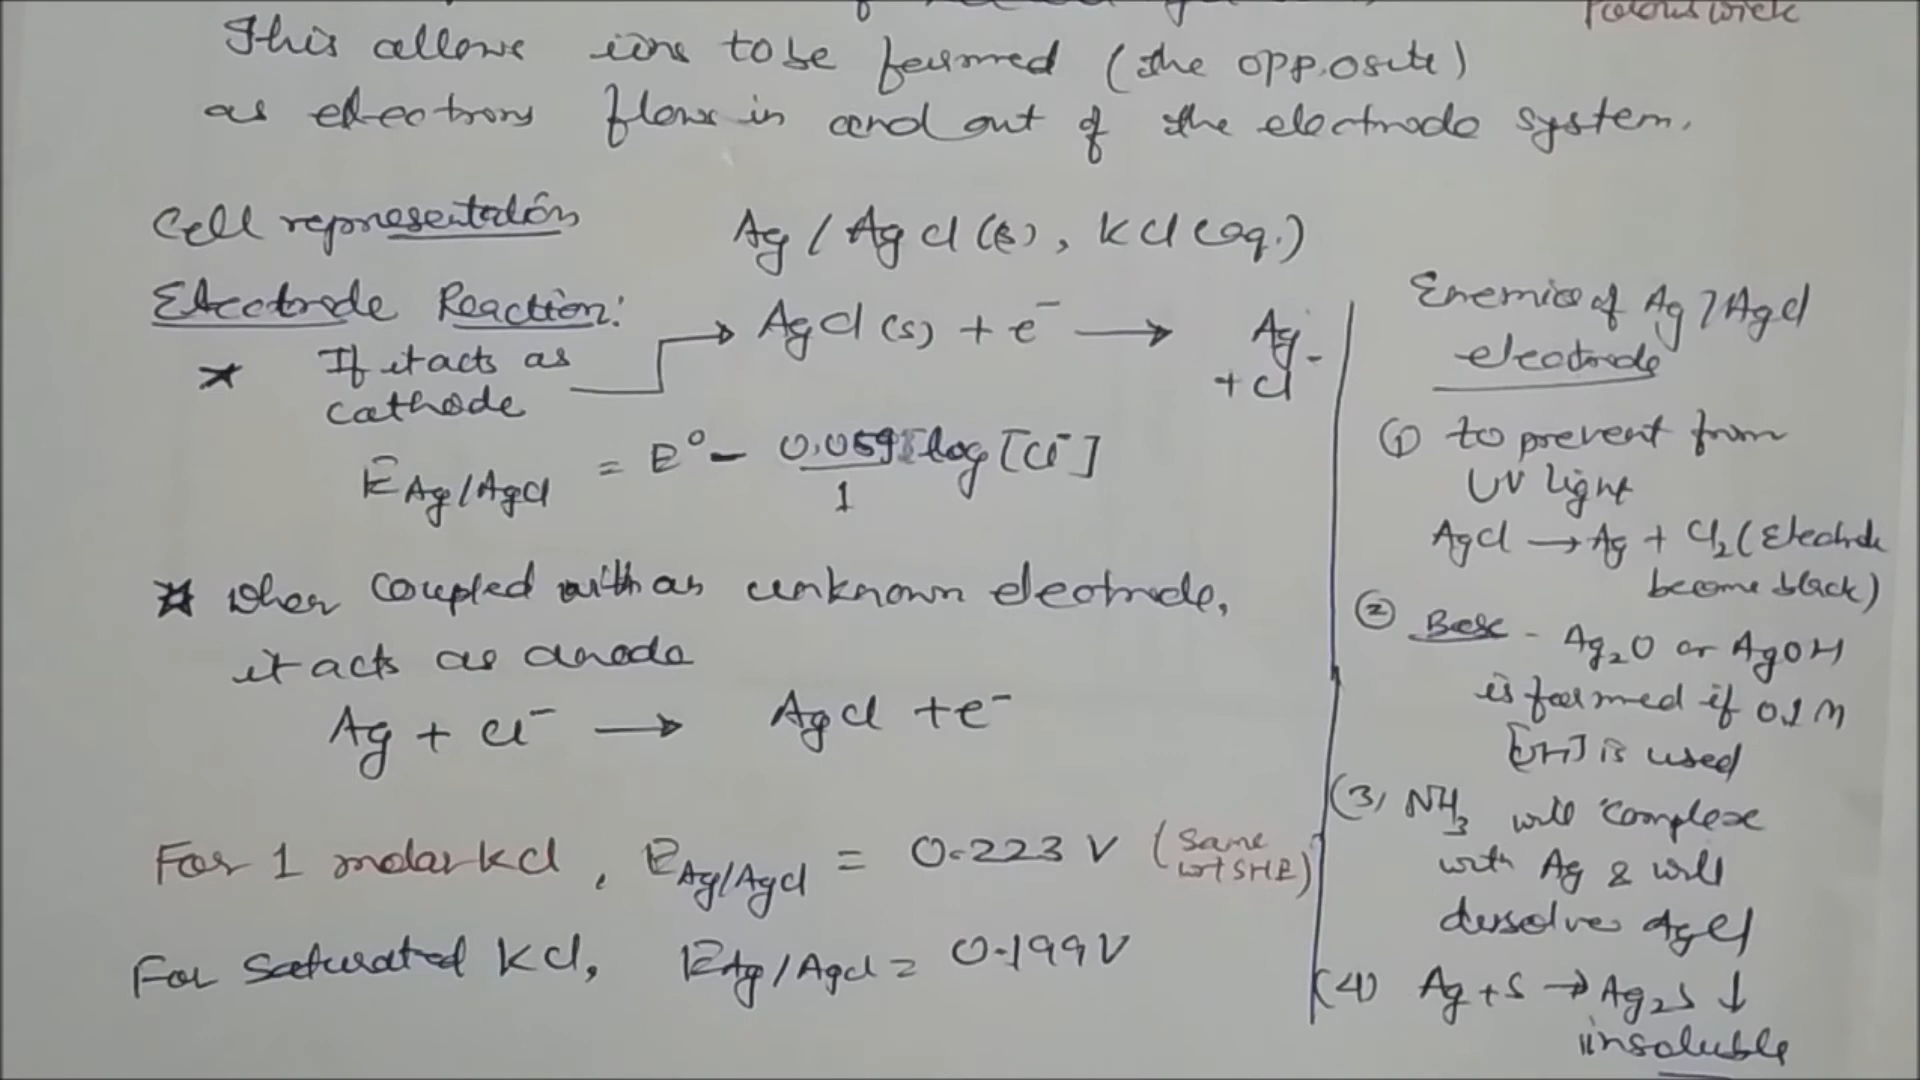 Porous wick
This allows ions to be formed (the opposite)
as electrons flows in and out of the electrode system.
Cell representation
Ag / AgCl (s), KCl (aq.)
Electrode Reaction:
* If it acts as
cathode
AgCl (s) + e⁻ → Ag
+ Cl⁻
E Ag/AgCl = E° - 0.0591/1 log [Cl⁻]
* When coupled with an unknown electrode,
it acts as anode
Ag + Cl⁻ → AgCl + e⁻
For 1 molar KCl, E Ag/AgCl = 0.223 V (same
wrt SHE)
For saturated KCl, E Ag/AgCl = 0.199 V
Enemies of Ag/AgCl
electrode
① to prevent from
UV light
AgCl → Ag + Cl₂ (Electrode
become black)
② Base - Ag₂O or AgOH
is formed if 0.1 M
[OH] is used
(3) NH₃ will complex
with Ag & will
dissolve AgCl
(4) Ag + S → Ag₂S ↓
insoluble